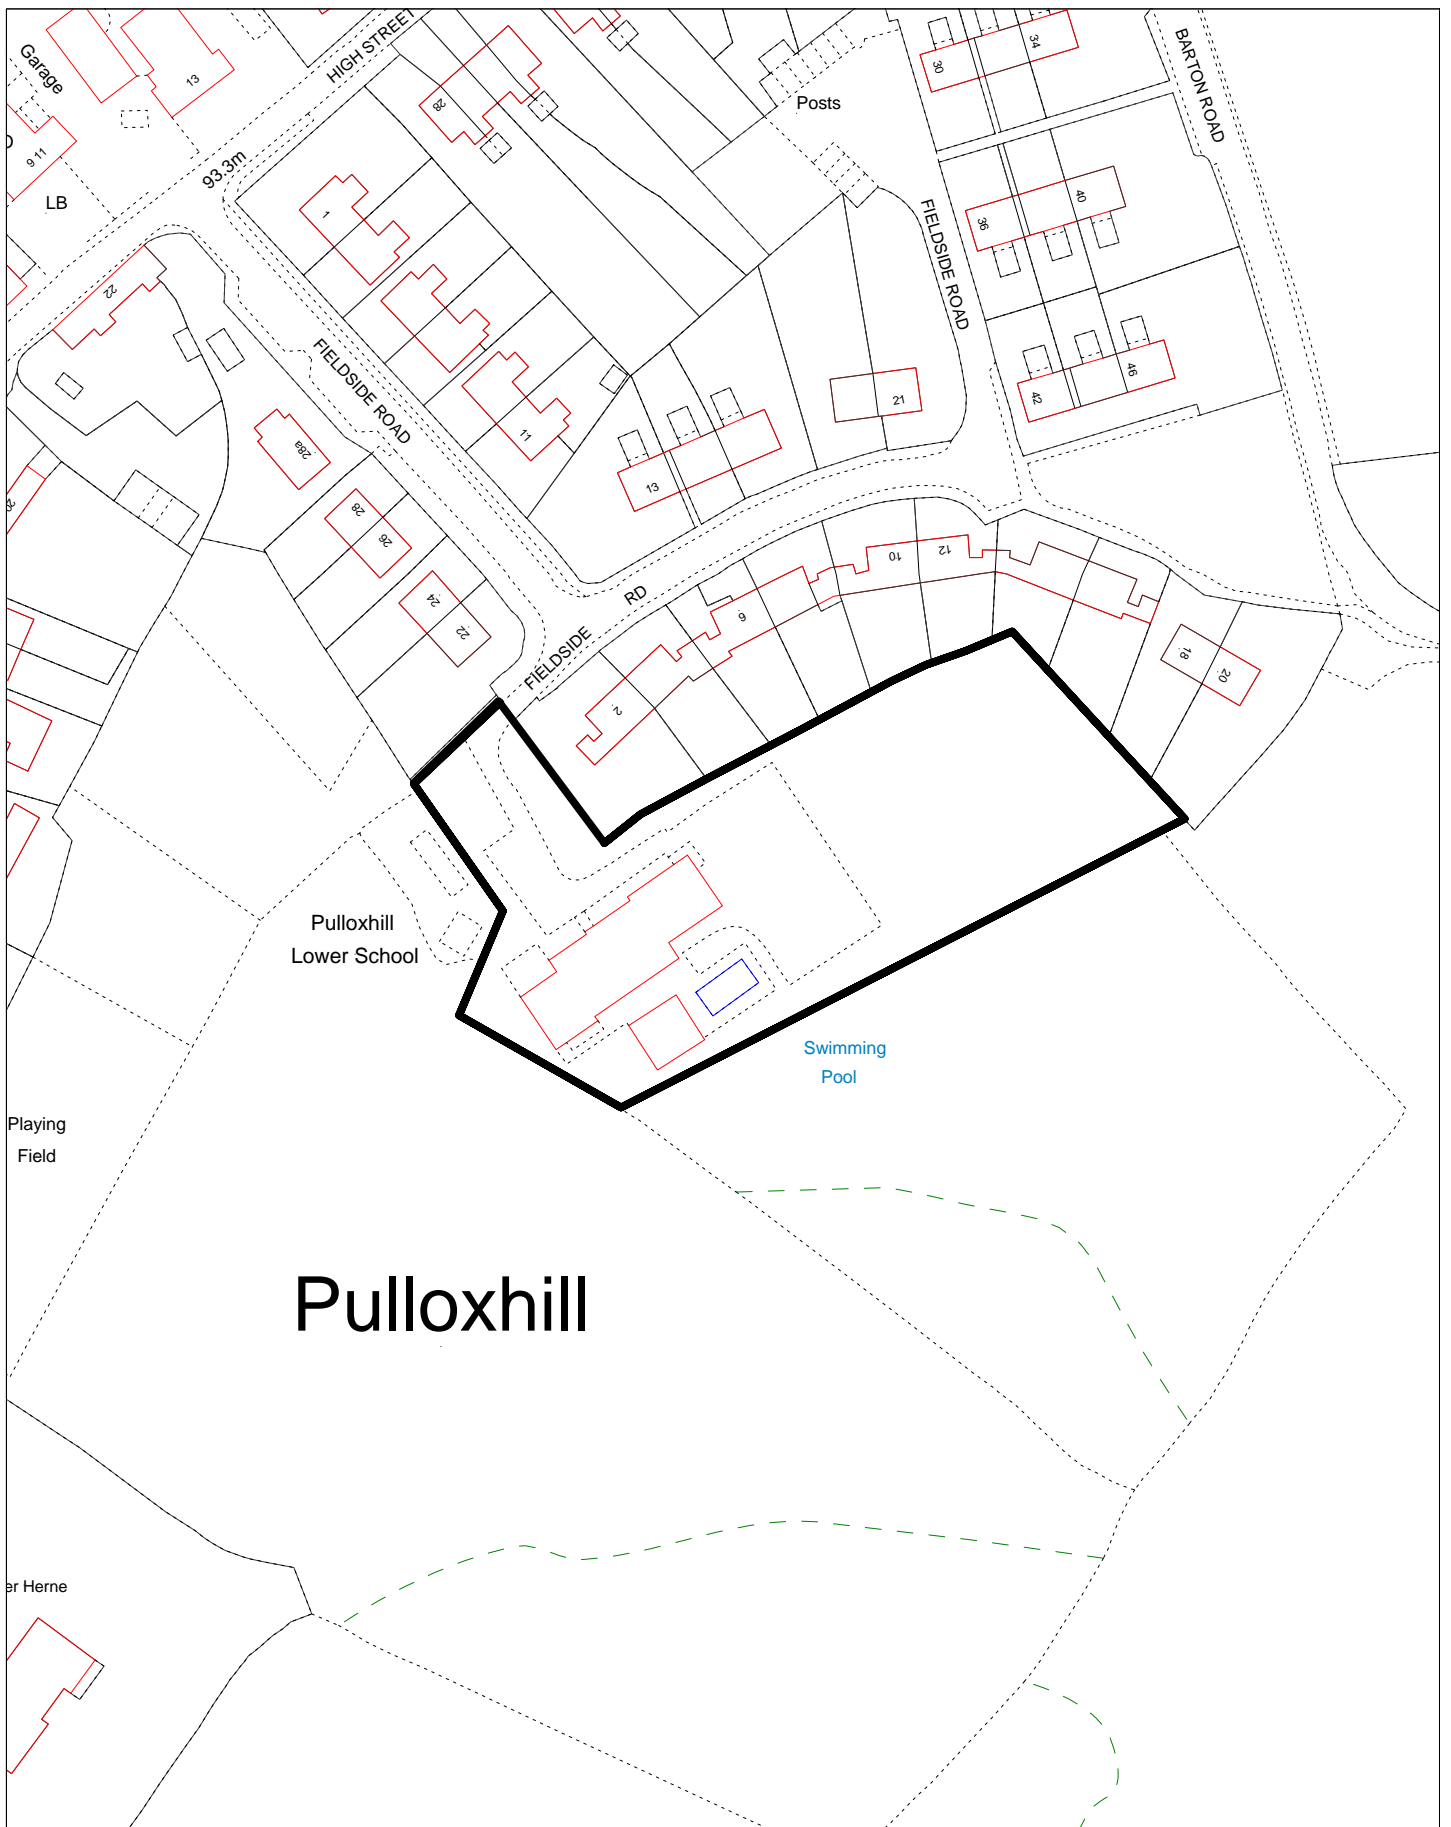 Garage
13
HIGH STREET
28
30
34
BARTON ROAD
Posts
9 11
93.3m
LB
1
36
40
FIELDSIDE ROAD
22
FIELDSIDE ROAD
42
46
21
11
13
28a
28
26
24
22
10
12
RD
6
FIELDSIDE
2
18
20
Pulloxhill
Lower School
Swimming
Pool
Playing
Field
Pulloxhill
er Herne